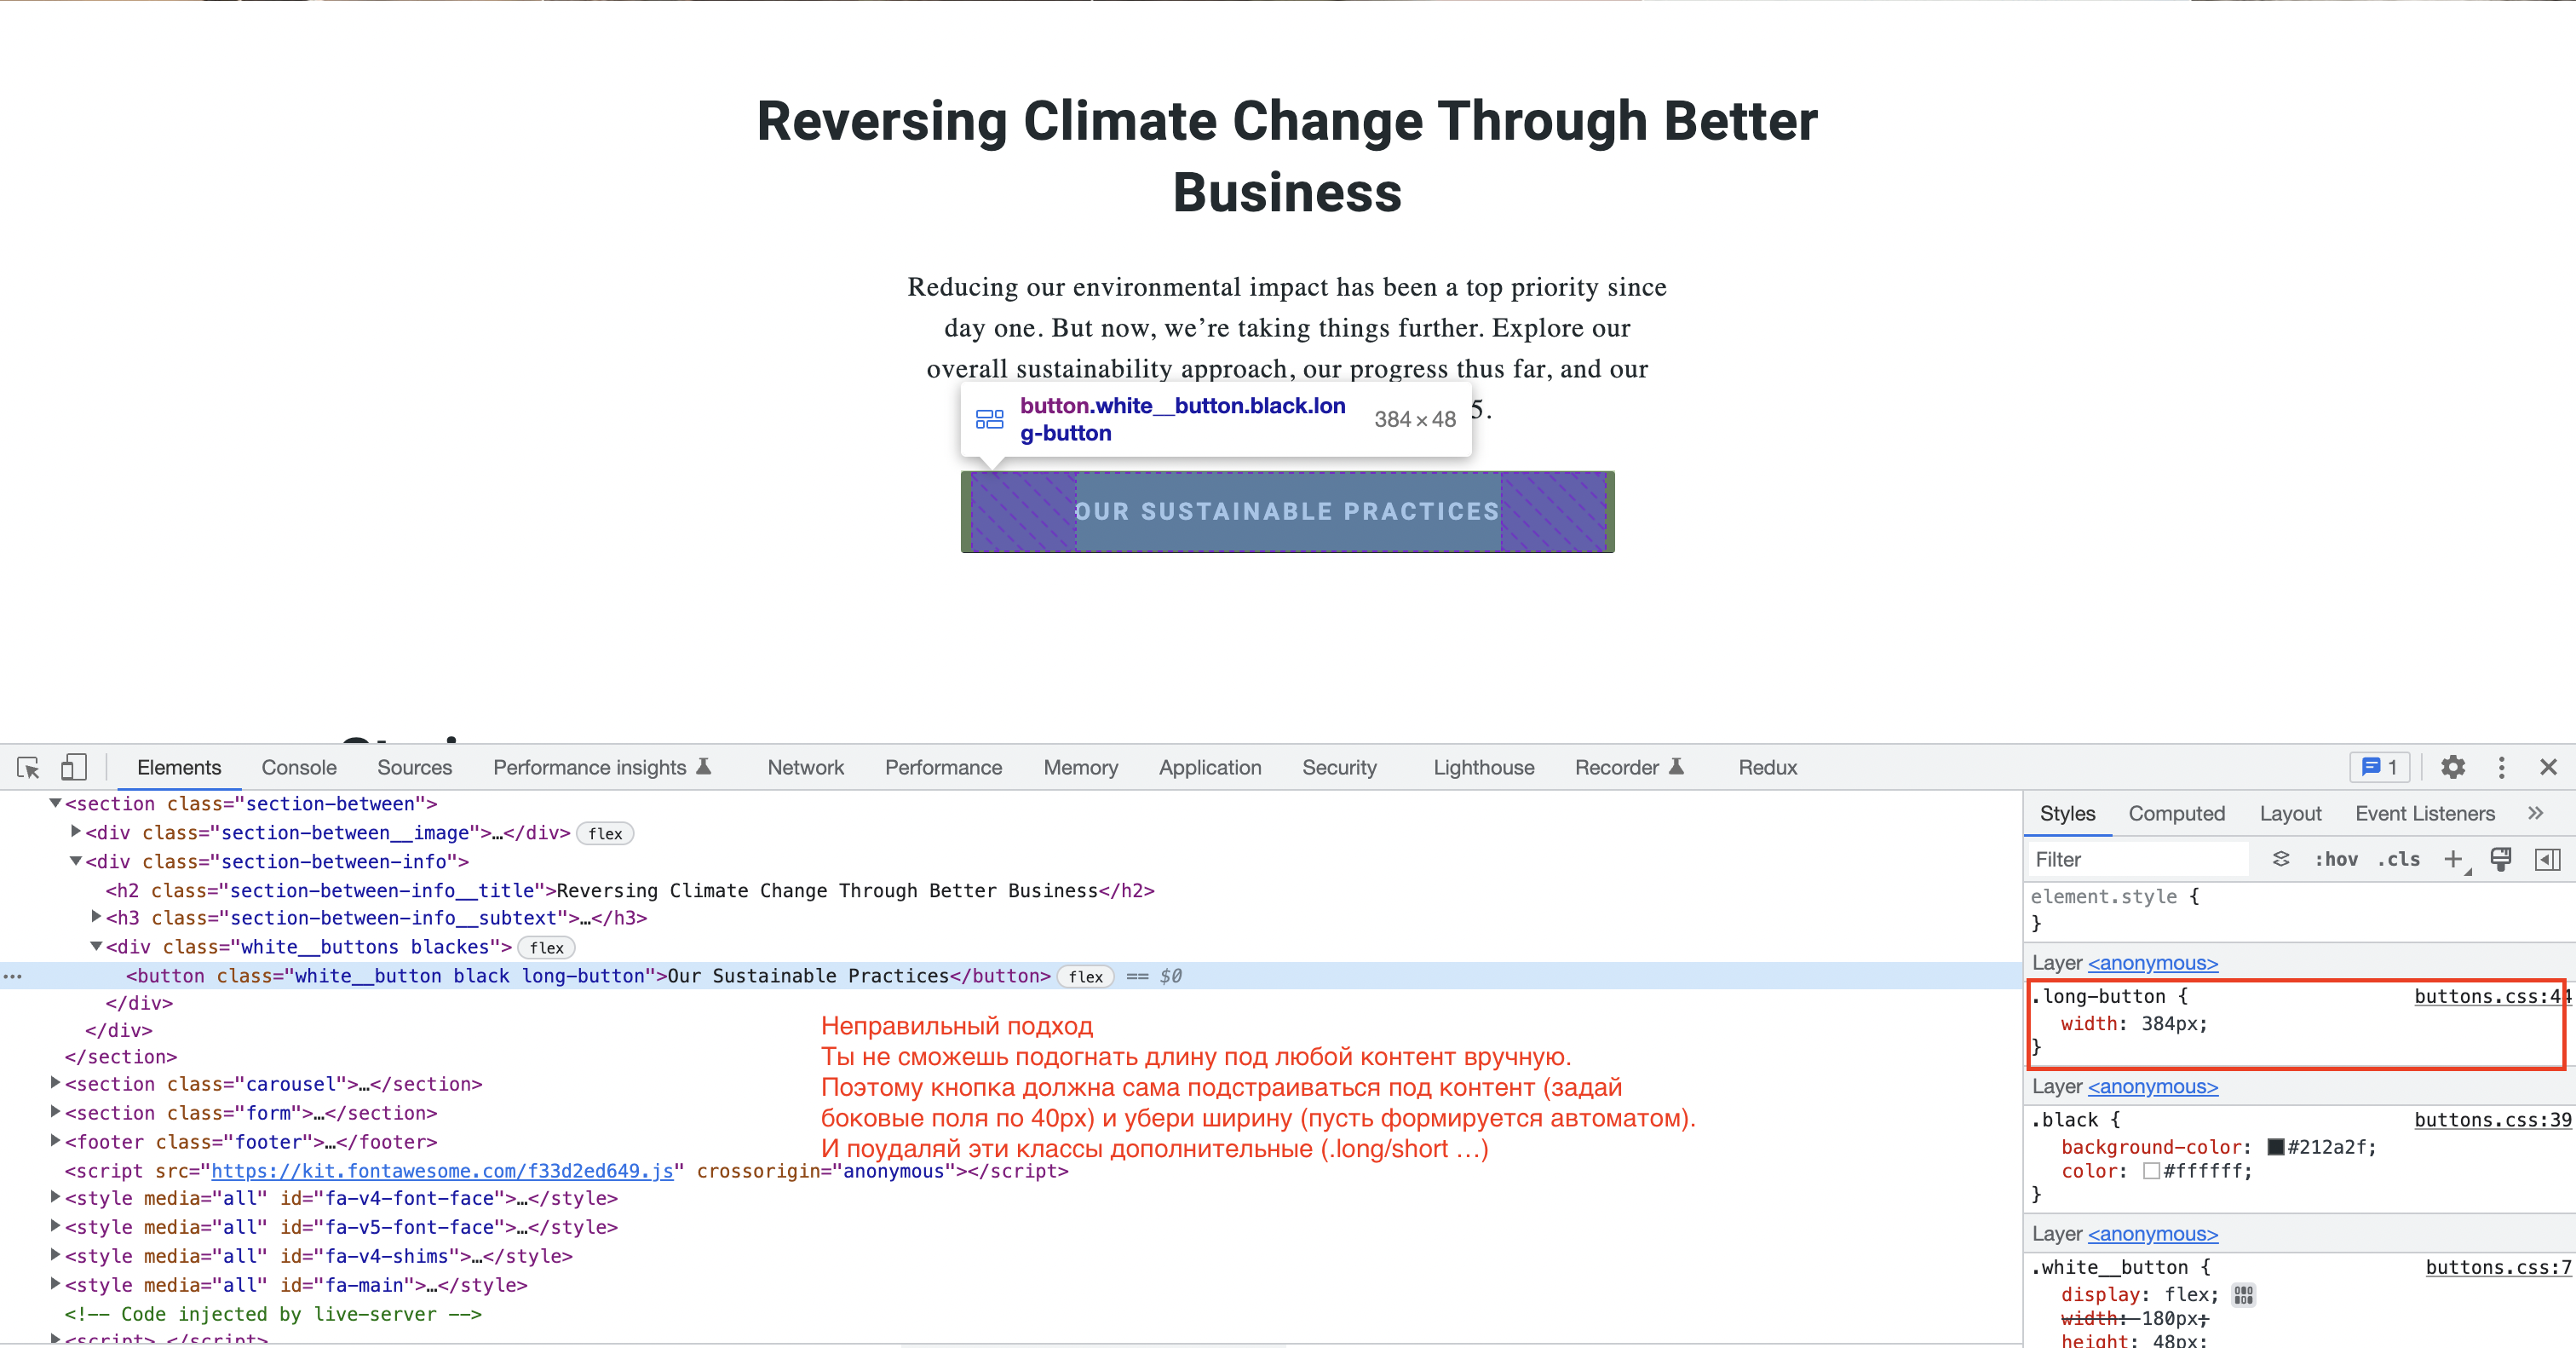 Reversing Climate Change Through Better
Business
Reducing our environmental impact has been a top priority since
day one. But now, we’re taking things further. Explore our
overall sustainability approach, our progress thus far, and our
5.
button.white__button.black.lon
g-button
384 × 48
OUR SUSTAINABLE PRACTICES
Elements Console Sources Performance insights Network Performance Memory Application Security Lighthouse Recorder Redux 1
<section class="section-between">
<div class="section-between__image">…</div> flex
<div class="section-between-info">
<h2 class="section-between-info__title">Reversing Climate Change Through Better Business</h2>
<h3 class="section-between-info__subtext">…</h3>
<div class="white__buttons blackes"> flex
… <button class="white__button black long-button">Our Sustainable Practices</button> flex == $0
</div>
</div>
</section>
<section class="carousel">…</section>
<section class="form">…</section>
<footer class="footer">…</footer>
<script src="https://kit.fontawesome.com/f33d2ed649.js" crossorigin="anonymous"></script>
<style media="all" id="fa-v4-font-face">…</style>
<style media="all" id="fa-v5-font-face">…</style>
<style media="all" id="fa-v4-shims">…</style>
<style media="all" id="fa-main">…</style>
<!-- Code injected by live-server -->
<script>…</script>
Неправильный подход
Ты не сможешь подогнать длину под любой контент вручную.
Поэтому кнопка должна сама подстраиваться под контент (задай
боковые поля по 40px) и убери ширину (пусть формируется автоматом).
И поудаляй эти классы дополнительные (.long/short …)
Styles Computed Layout Event Listeners »
Filter :hov .cls +
element.style {
}
Layer <anonymous>
.long-button { buttons.css:44
width: 384px;
}
Layer <anonymous>
.black { buttons.css:39
background-color: #212a2f;
color: #ffffff;
}
Layer <anonymous>
.white__button { buttons.css:7
display: flex;
width: 180px;
height: 48px;